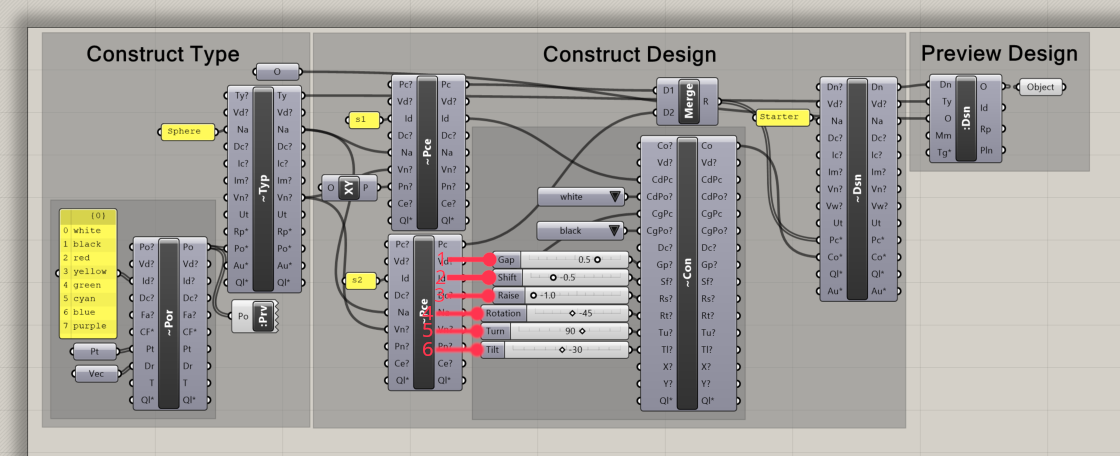 Construct Type
Construct Design
Preview Design
O
Ty? Ty
Vd? Vd?
Na Na
Dc? Dc?
Ic? Ic?
Im? Im?
Vn? Vn?
Ut Ut
Rp* Rp*
Po* Po*
Au* Au*
Ql* Ql*
~Typ
Sphere
{0}
0 white
1 black
2 red
3 yellow
4 green
5 cyan
6 blue
7 purple
Pt
Vec
Po? Po
Vd? Vd?
Id Id
Dc? Dc?
Fa? Fa?
CF* CF*
Pt Pt
Dr Dr
T T
Ql* Ql*
~Por
Po :Prv
s1
O XY P
s2
Pc? Pc
Vd? Vd?
Id Id
Dc? Dc?
Na Na
Vn? Vn?
Pn? Pn?
Ce? Ce?
Ql* Ql*
~Pce
Pc? Pc
Vd? Vd?
Id Id
Dc? Dc?
Na Na
Vn? Vn?
Pn? Pn?
Ce? Ce?
Ql* Ql*
~Pce
D1 R
D2
Merge
white
black
1 Gap 0.5
2 Shift -0.5
3 Raise -1.0
4 Rotation -45
5 Turn 90
6 Tilt -30
Co? Co
Vd? Vd?
CdPc CdPc
CdPo? CdPo?
CgPc CgPc
CgPo? CgPo?
Dc? Dc?
Gp? Gp?
Sf? Sf?
Rs? Rs?
Rt? Rt?
Tu? Tu?
Tl? Tl?
X? X?
Y? Y?
Ql* Ql*
~Con
Starter
Dn? Dn
Vd? Vd?
Na Na
Dc? Dc?
Ic? Ic?
Im? Im?
Vn? Vn?
Vw? Vw?
Ut Ut
Pc* Pc*
Co* Co*
Ql* Ql*
Au* Au*
~Dsn
Dn O
Ty Id
O Rp
Mm Pln
Tg*
:Dsn
Object